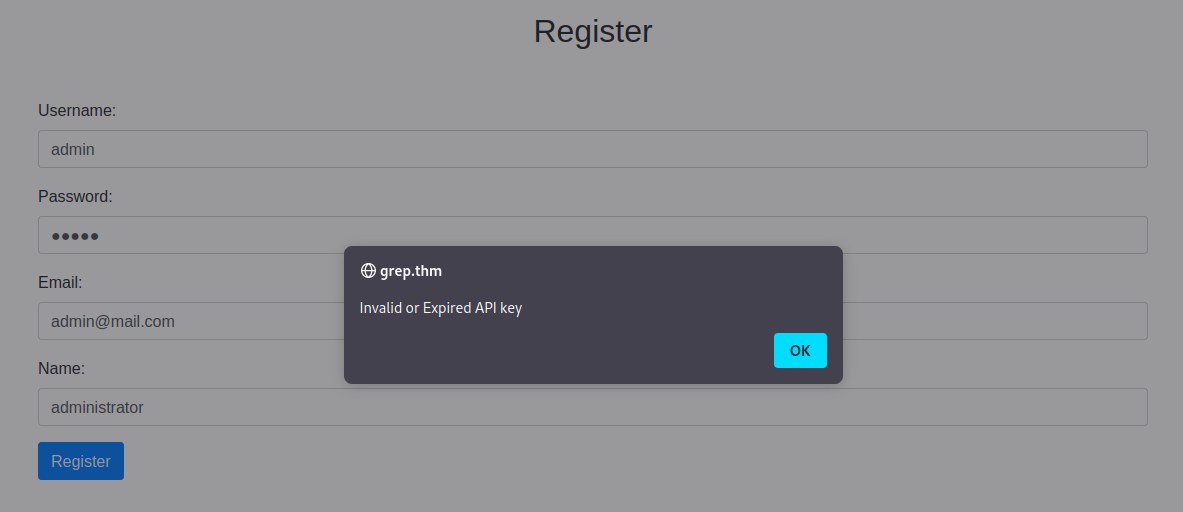 Register
Username:
admin
Password:
●●●●●
Email:
admin@mail.com
Name:
administrator
Register
grep.thm
Invalid or Expired API key
OK